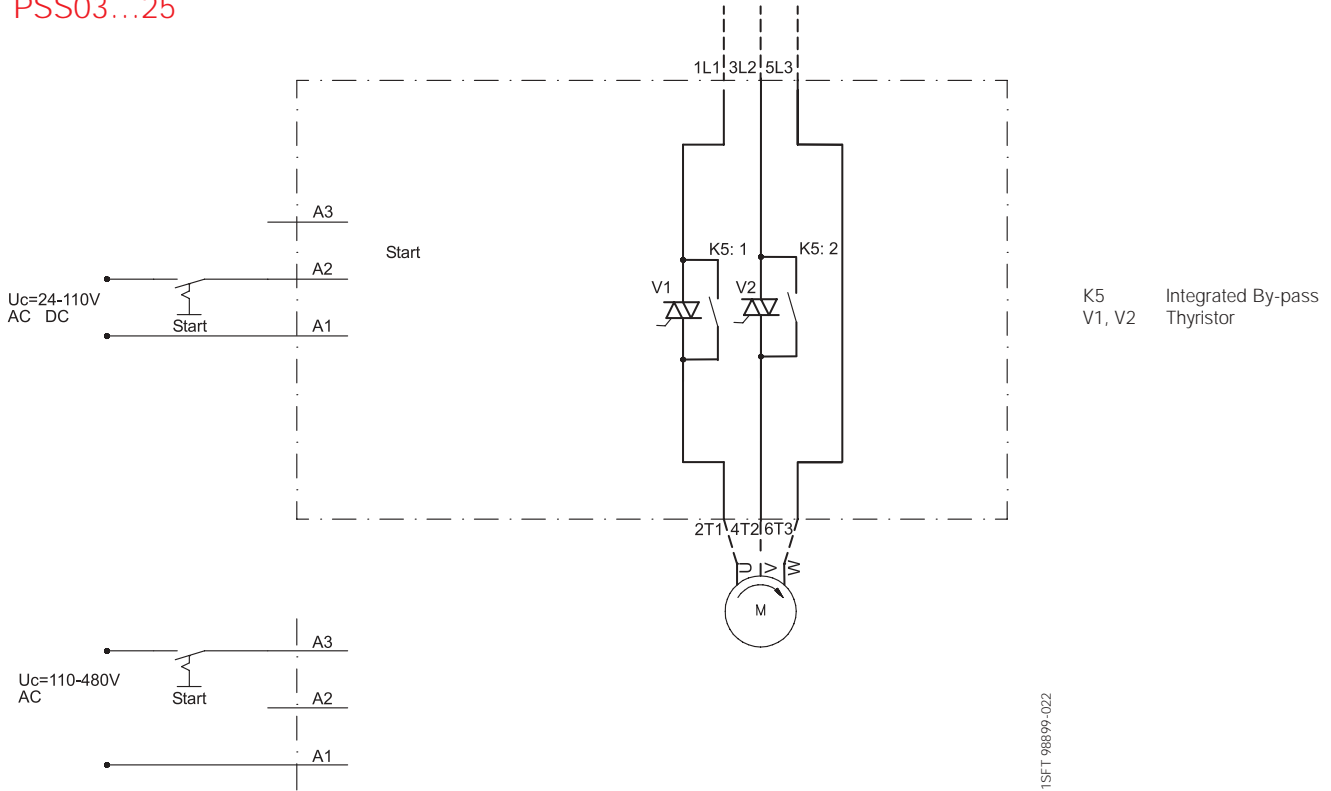 PSS03...25
1L1 3L2 5L3
A3
Start
A2
Uc=24-110V
AC DC
Start
A1
K5: 1
K5: 2
V1
V2
K5 Integrated By-pass
V1, V2 Thyristor
2T1 4T2 6T3
U V W
M
A3
Uc=110-480V
AC
Start
A2
A1
1SFT 98899-022